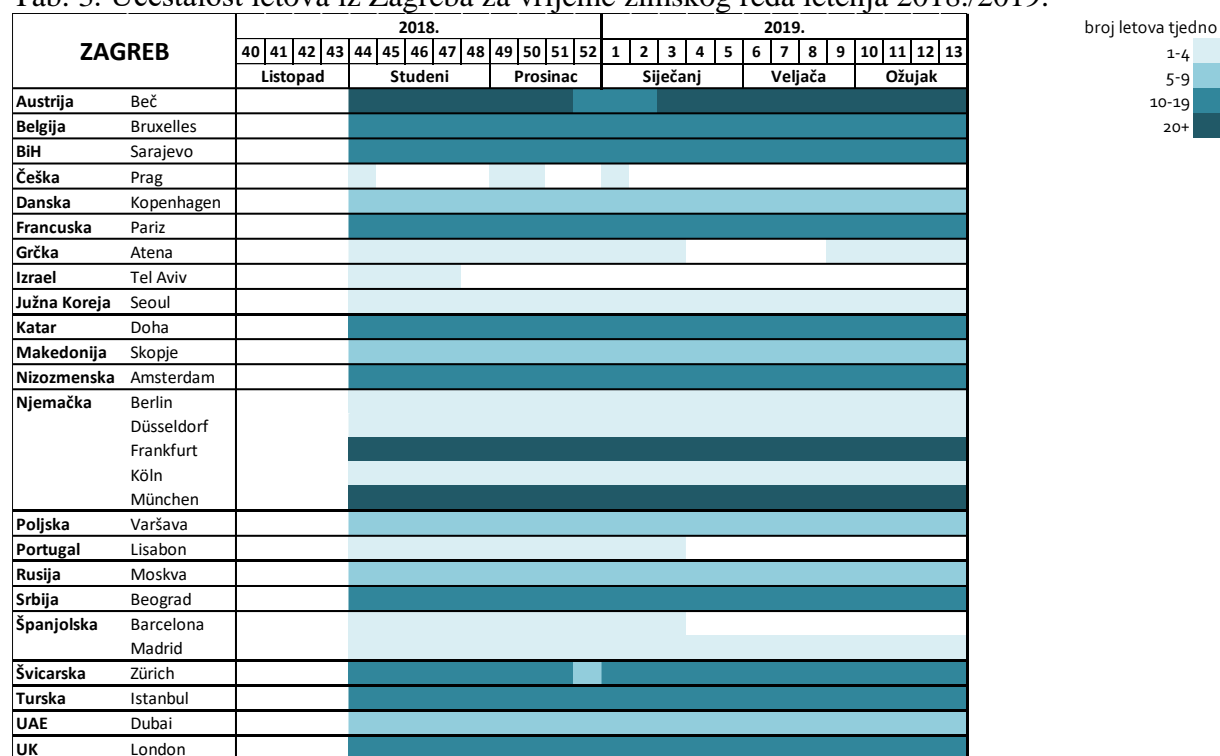 Tab. 3. Učestalost letova iz Zagreba za vrijeme zimskog reda letenja 2018./2019.
ZAGREB 2018. 2019.
40 41 42 43 44 45 46 47 48 49 50 51 52 1 2 3 4 5 6 7 8 9 10 11 12 13
Listopad Studeni Prosinac Siječanj Veljača Ožujak
broj letova tjedno
1-4
5-9
10-19
20+
Austrija Beč
Belgija Bruxelles
BiH Sarajevo
Češka Prag
Danska Kopenhagen
Francuska Pariz
Grčka Atena
Izrael Tel Aviv
Južna Koreja Seoul
Katar Doha
Makedonija Skopje
Nizozmenska Amsterdam
Njemačka Berlin
Düsseldorf
Frankfurt
Köln
München
Poljska Varšava
Portugal Lisabon
Rusija Moskva
Srbija Beograd
Španjolska Barcelona
Madrid
Švicarska Zürich
Turska Istanbul
UAE Dubai
UK London